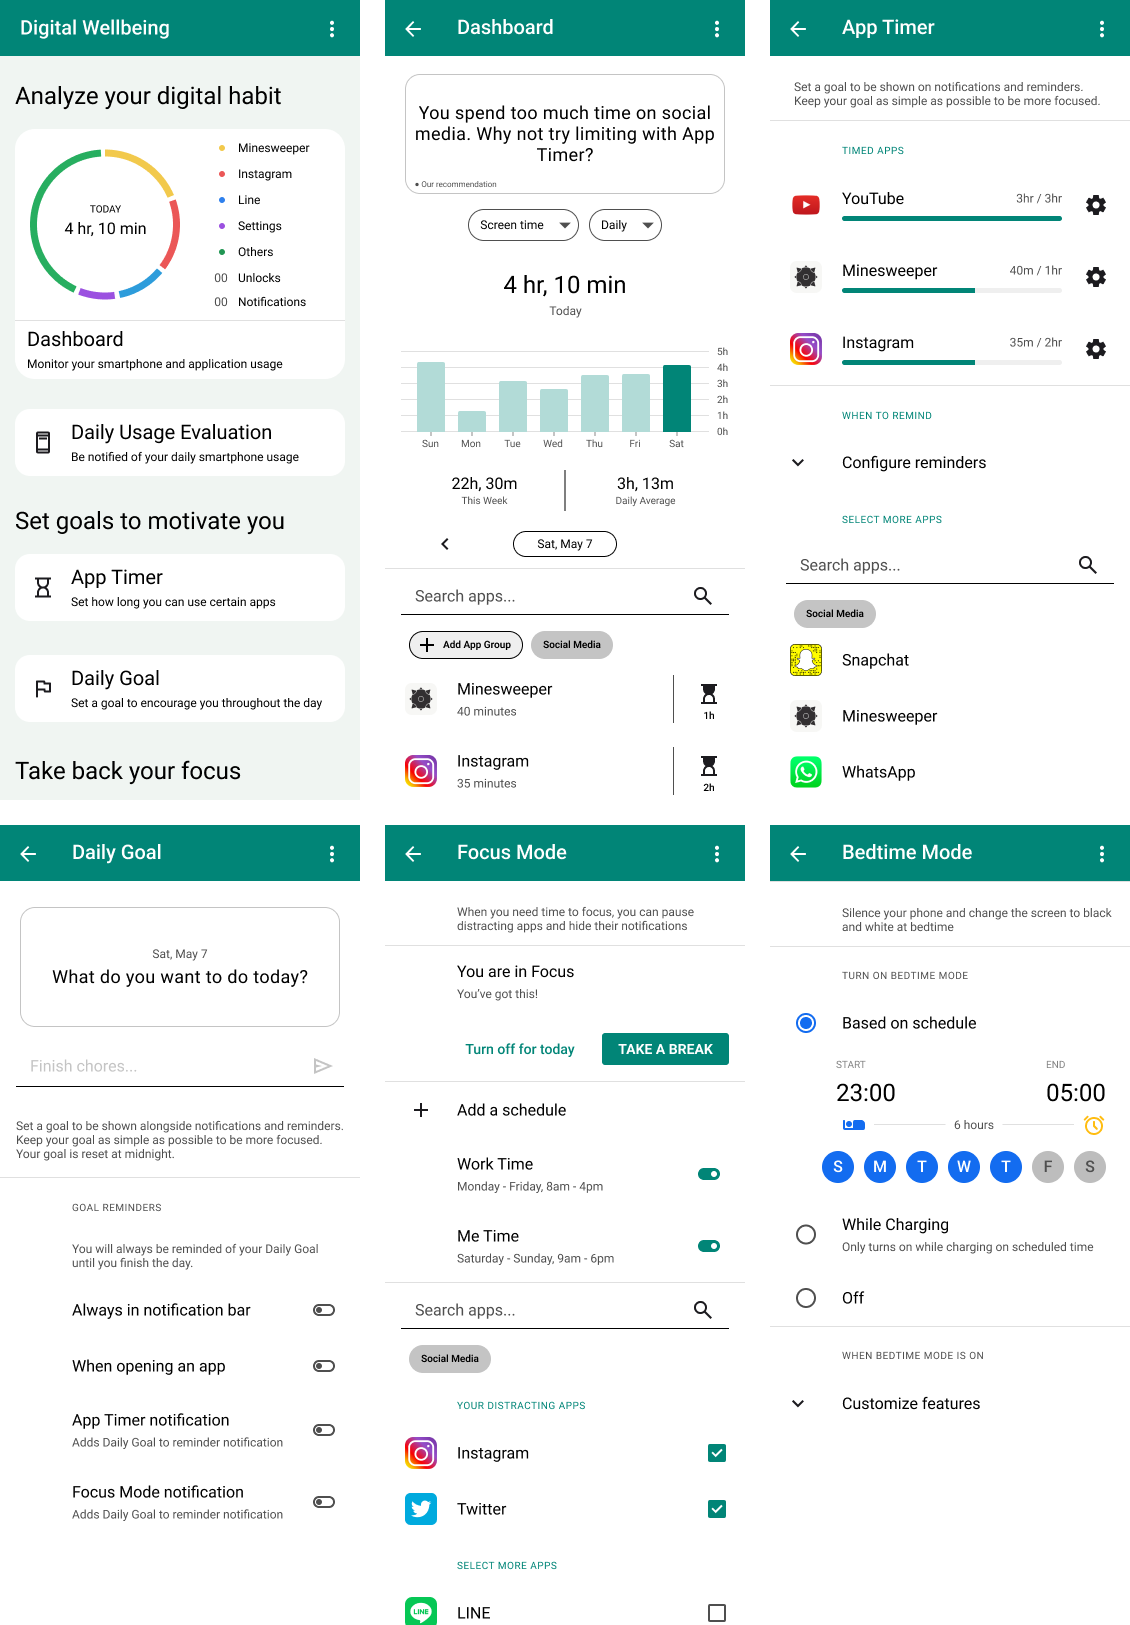 Digital Wellbeing
Analyze your digital habit
TODAY
4 hr, 10 min
Minesweeper
Instagram
Line
Settings
Others
00 Unlocks
00 Notifications
Dashboard
Monitor your smartphone and application usage
Daily Usage Evaluation
Be notified of your daily smartphone usage
Set goals to motivate you
App Timer
Set how long you can use certain apps
Daily Goal
Set a goal to encourage you throughout the day
Take back your focus
Dashboard
You spend too much time on social
media. Why not try limiting with App
Timer?
• Our recommendation
Screen time
Daily
4 hr, 10 min
Today
5h
4h
3h
2h
1h
0h
Sun Mon Tue Wed Thu Fri Sat
22h, 30m
This Week
3h, 13m
Daily Average
Sat, May 7
Search apps...
Add App Group
Social Media
Minesweeper
40 minutes
1h
Instagram
35 minutes
2h
App Timer
Set a goal to be shown on notifications and reminders.
Keep your goal as simple as possible to be more focused.
TIMED APPS
YouTube 3hr / 3hr
Minesweeper 40m / 1hr
Instagram 35m / 2hr
WHEN TO REMIND
Configure reminders
SELECT MORE APPS
Search apps...
Social Media
Snapchat
Minesweeper
WhatsApp
Daily Goal
Sat, May 7
What do you want to do today?
Finish chores...
Set a goal to be shown alongside notifications and reminders.
Keep your goal as simple as possible to be more focused.
Your goal is reset at midnight.
GOAL REMINDERS
You will always be reminded of your Daily Goal
until you finish the day.
Always in notification bar
When opening an app
App Timer notification
Adds Daily Goal to reminder notification
Focus Mode notification
Adds Daily Goal to reminder notification
Focus Mode
When you need time to focus, you can pause
distracting apps and hide their notifications
You are in Focus
You've got this!
Turn off for today
TAKE A BREAK
Add a schedule
Work Time
Monday - Friday, 8am - 4pm
Me Time
Saturday - Sunday, 9am - 6pm
Search apps...
Social Media
YOUR DISTRACTING APPS
Instagram
Twitter
SELECT MORE APPS
LINE
LINE
Bedtime Mode
Silence your phone and change the screen to black
and white at bedtime
TURN ON BEDTIME MODE
Based on schedule
START
END
23:00
05:00
6 hours
S M T W T F S
While Charging
Only turns on while charging on scheduled time
Off
WHEN BEDTIME MODE IS ON
Customize features